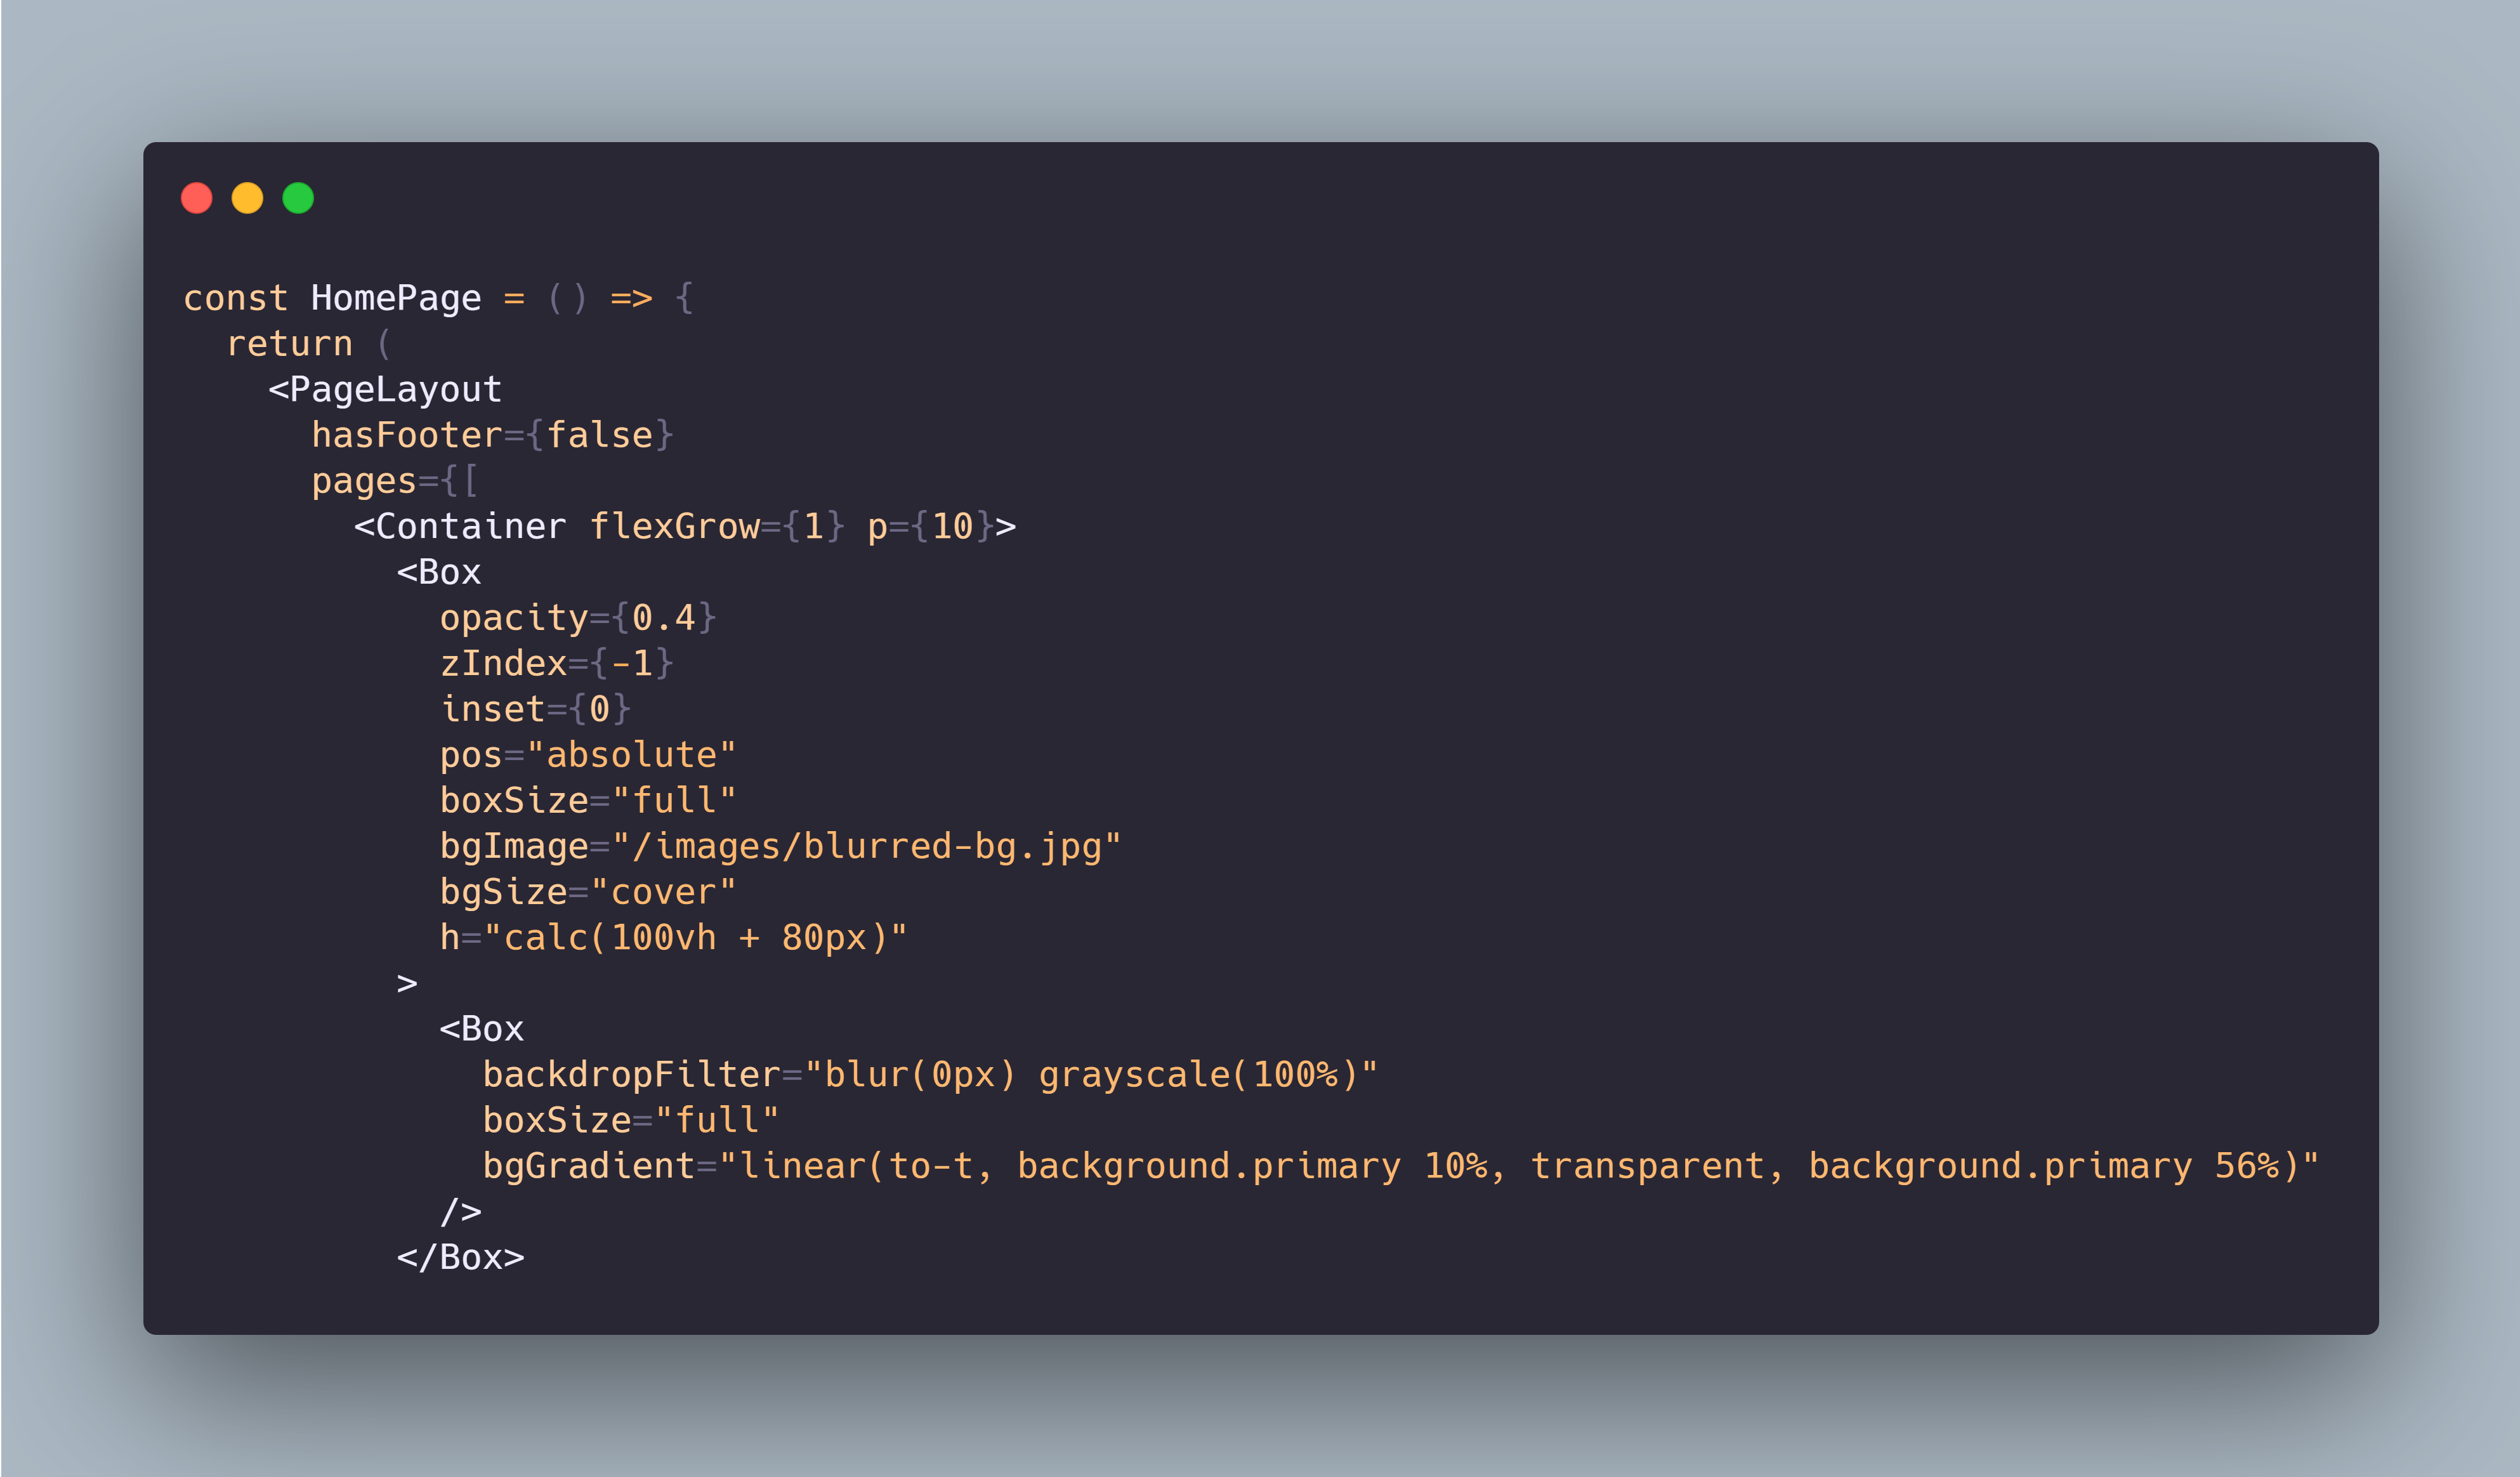 const HomePage = () => {
  return (
    <PageLayout
      hasFooter={false}
      pages={[
        <Container flexGrow={1} p={10}>
          <Box
            opacity={0.4}
            zIndex={-1}
            inset={0}
            pos="absolute"
            boxSize="full"
            bgImage="/images/blurred-bg.jpg"
            bgSize="cover"
            h="calc(100vh + 80px)"
          >
            <Box
              backdropFilter="blur(0px) grayscale(100%)"
              boxSize="full"
              bgGradient="linear(to-t, background.primary 10%, transparent, background.primary 56%)"
            />
          </Box>